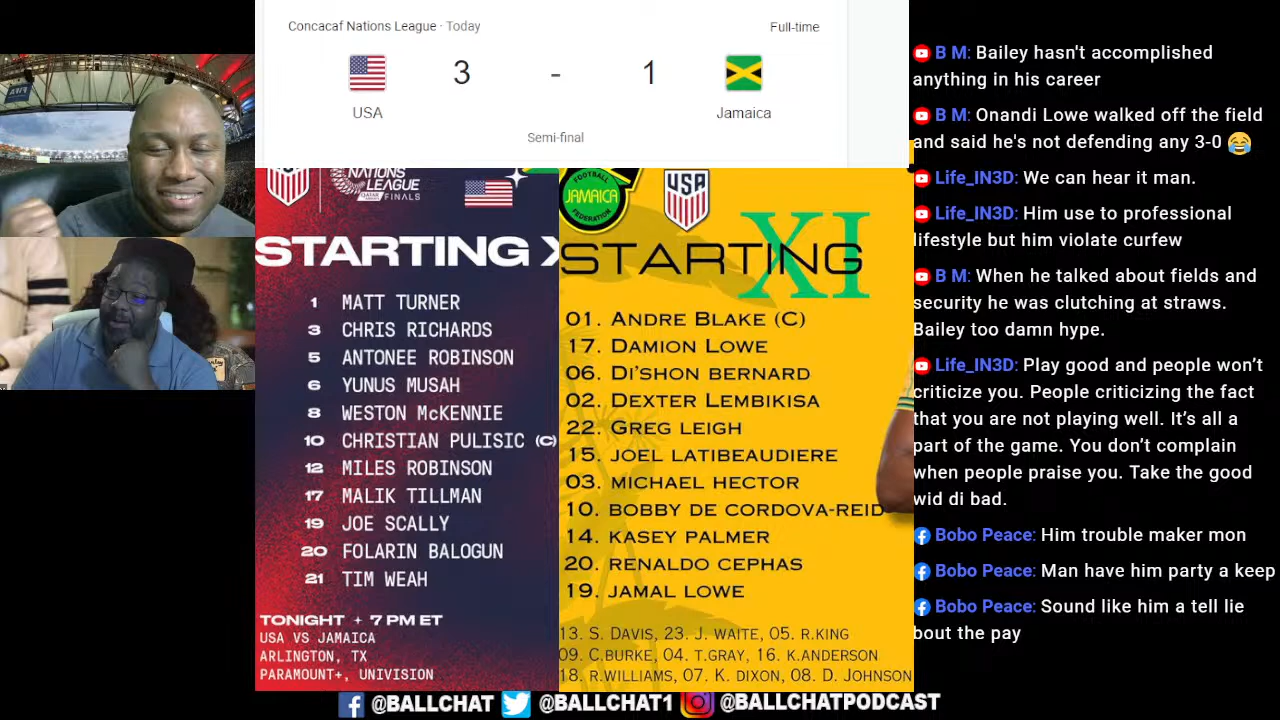 Concacaf Nations League · Today
Full-time
3 - 1
USA
Jamaica
Semi-final
NATIONS
LEAGUE
FINALS
STARTING X
1 MATT TURNER
3 CHRIS RICHARDS
5 ANTONEE ROBINSON
6 YUNUS MUSAH
8 WESTON McKENNIE
10 CHRISTIAN PULISIC (C)
12 MILES ROBINSON
17 MALIK TILLMAN
19 JOE SCALLY
20 FOLARIN BALOGUN
21 TIM WEAH
TONIGHT + 7 PM ET
USA VS JAMAICA
ARLINGTON, TX
PARAMOUNT+, UNIVISION
FOOTBALL
JAMAICA
FEDERATION
USA
STARTING
XI
01. ANDRE BLAKE (C)
17. DAMION LOWE
06. DI'SHON BERNARD
02. DEXTER LEMBIKISA
22. GREG LEIGH
15. JOEL LATIBEAUDIERE
03. MICHAEL HECTOR
10. BOBBY DE CORDOVA-REID
14. KASEY PALMER
20. RENALDO CEPHAS
19. JAMAL LOWE
13. S. DAVIS, 23. J. WAITE, 05. R.KING
09. C.BURKE, 04. T.GRAY, 16. K.ANDERSON
18. R.WILLIAMS, 07. K. DIXON, 08. D. JOHNSON
B M: Bailey hasn't accomplished
anything in his career
B M: Onandi Lowe walked off the field
and said he's not defending any 3-0 😂
Life_IN3D: We can hear it man.
Life_IN3D: Him use to professional
lifestyle but him violate curfew
B M: When he talked about fields and
security he was clutching at straws.
Bailey too damn hype.
Life_IN3D: Play good and people won’t
criticize you. People criticizing the fact
that you are not playing well. It’s all a
part of the game. You don’t complain
when people praise you. Take the good
wid di bad.
Bobo Peace: Him trouble maker mon
Bobo Peace: Man have him party a keep
Bobo Peace: Sound like him a tell lie
bout the pay
@BALLCHAT @BALLCHAT1 @BALLCHATPODCAST